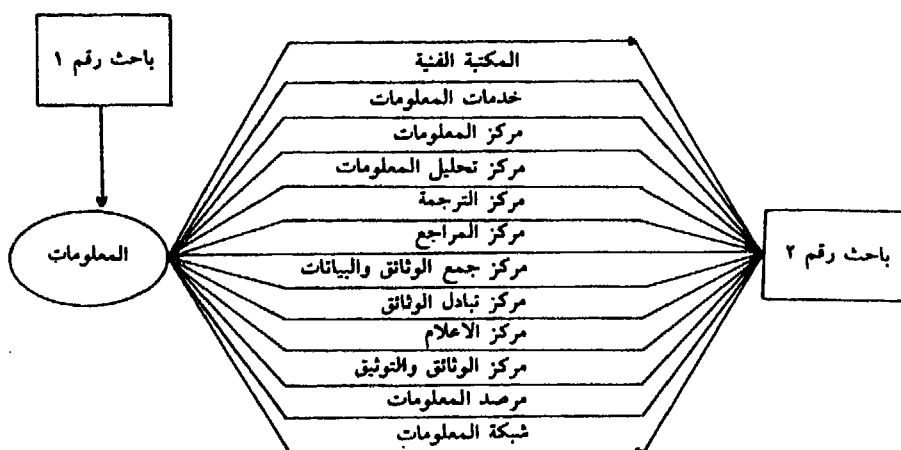 باحث رقم ١
المكتبة الفنية
خدمات المعلومات
مركز المعلومات
مركز تحليل المعلومات
مركز الترجمة
مركز المراجع
المعلومات
باحث رقم ٢
مركز جمع الوثائق والبيانات
مركز تبادل الوثائق
مركز الاعلام
مركز الوثائق والتوثيق
مرصد المعلومات
شبكة المعلومات